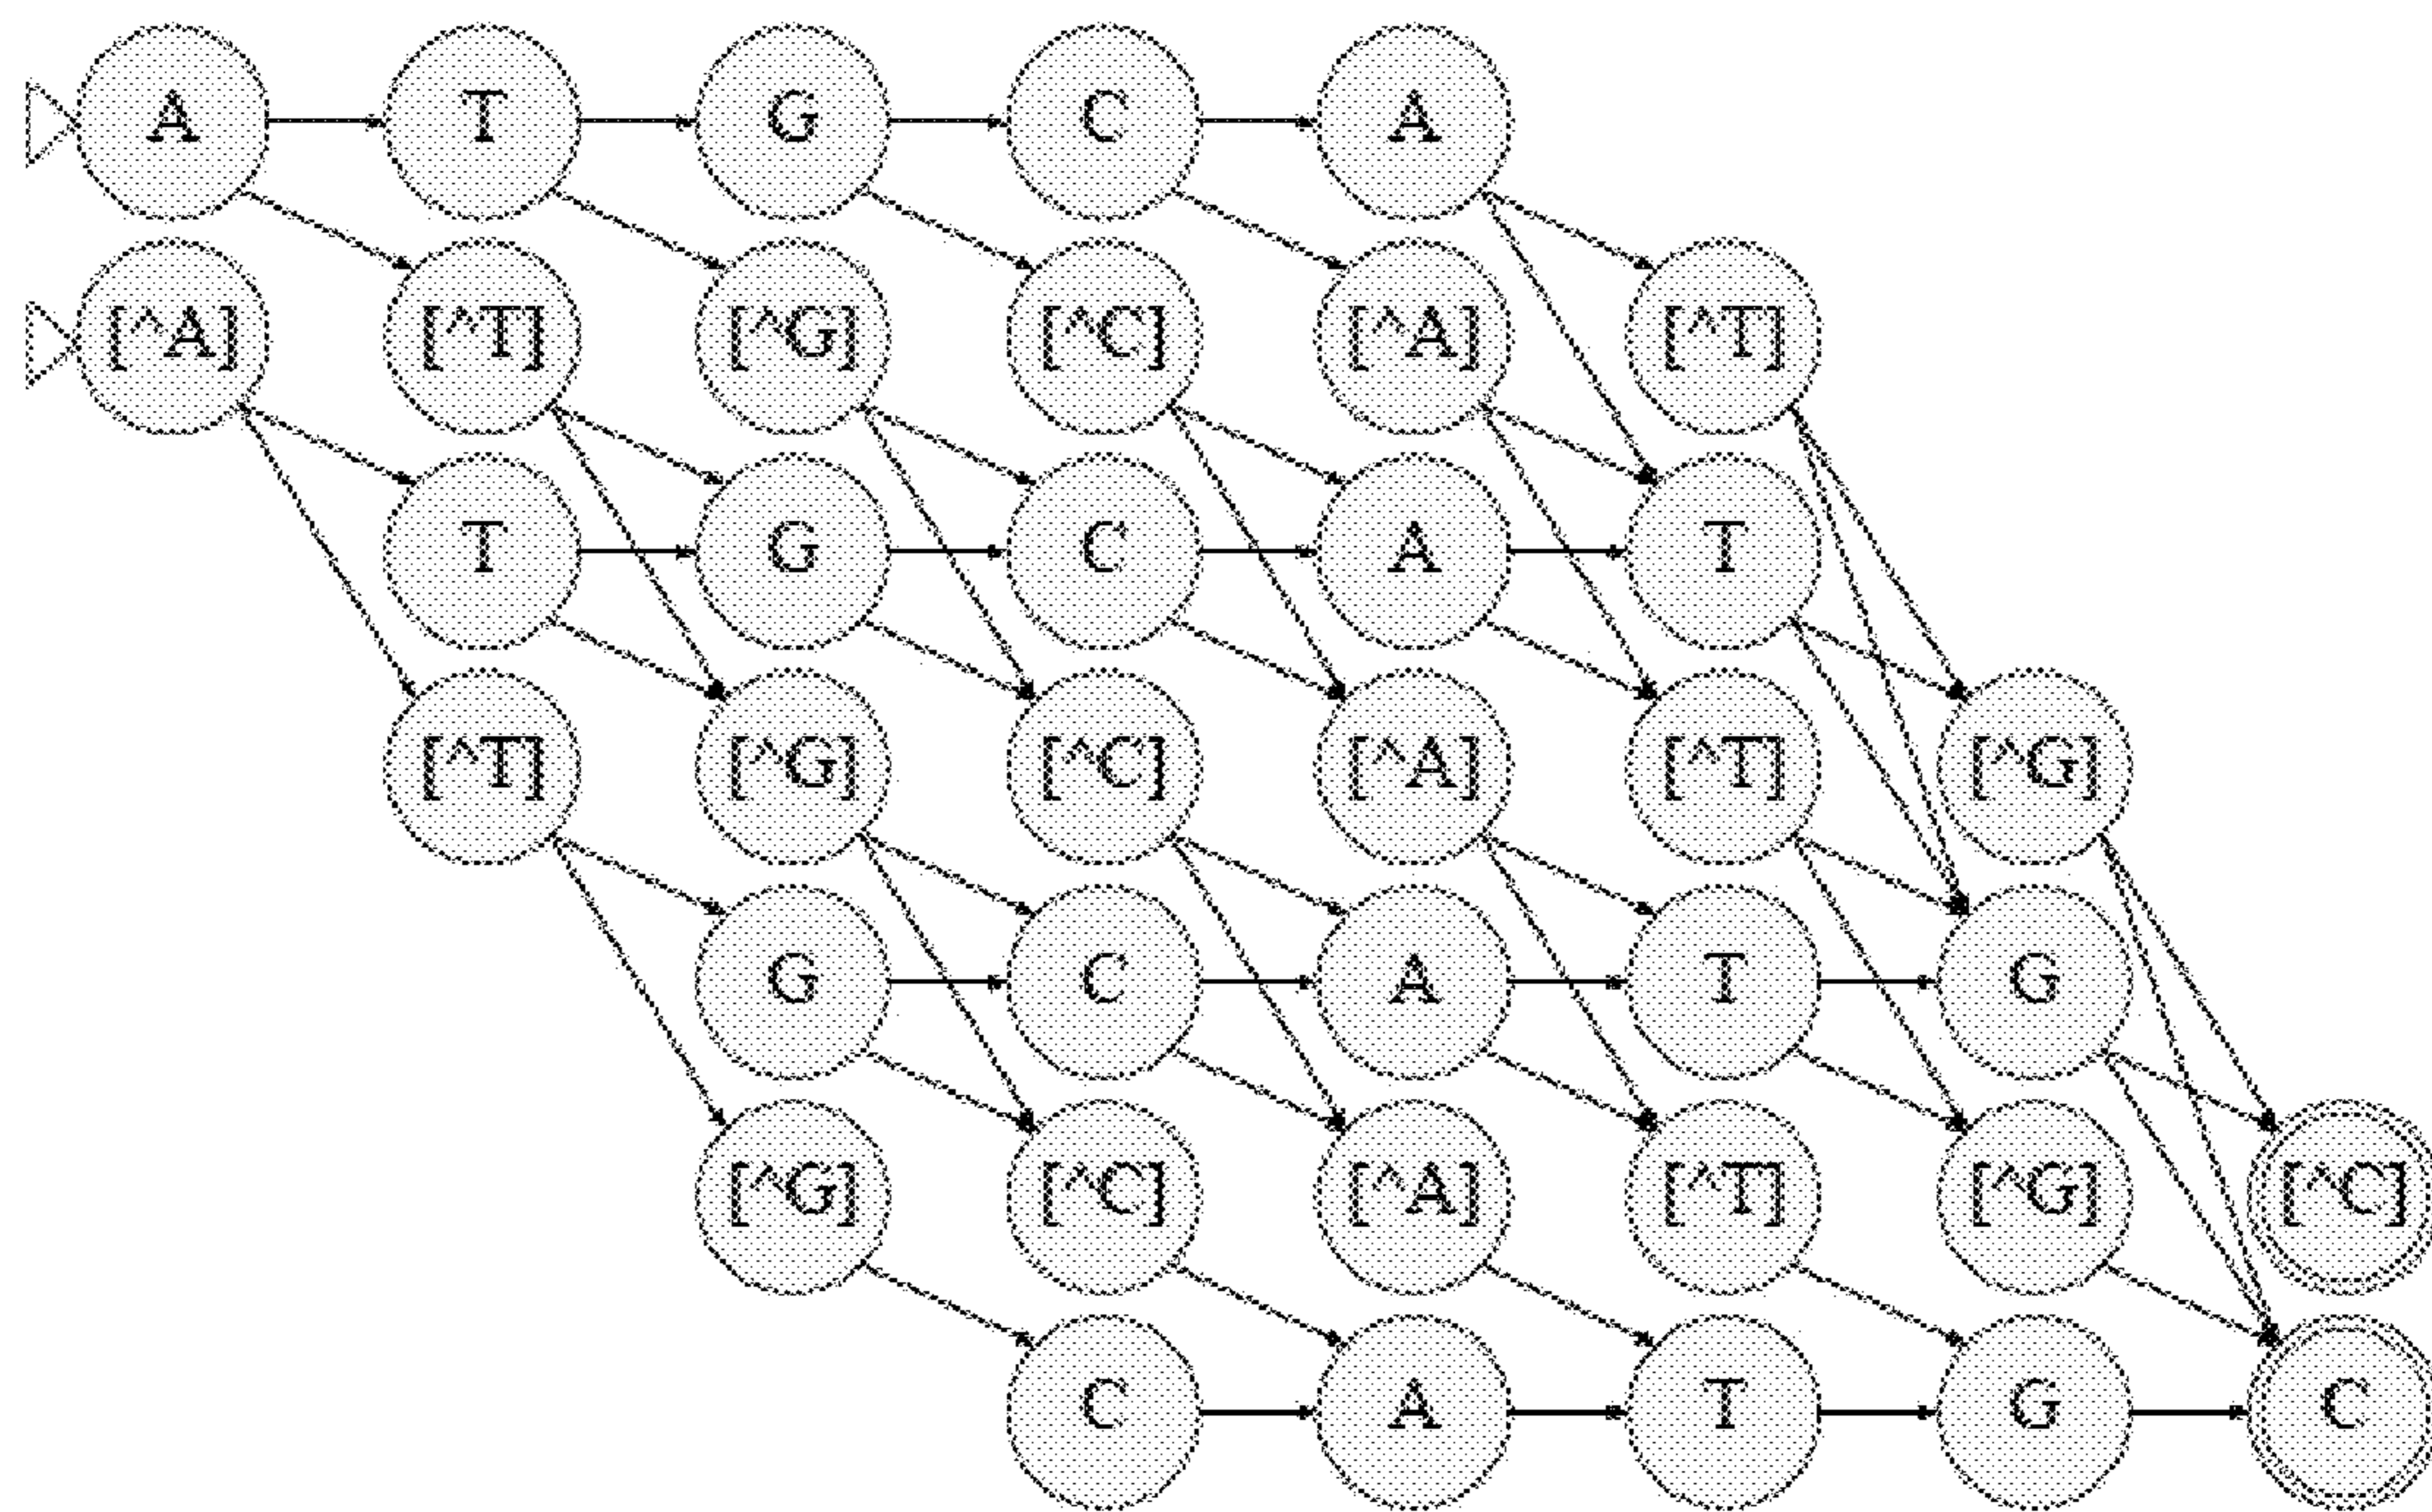 A T G C A
[^A] [^T] [^G] [^C] [^A] [^T]
T G C A T
[^T] [^G] [^C] [^A] [^T] [^G]
G C A T G
[^G] [^C] [^A] [^T] [^G] [^C]
C A T G C